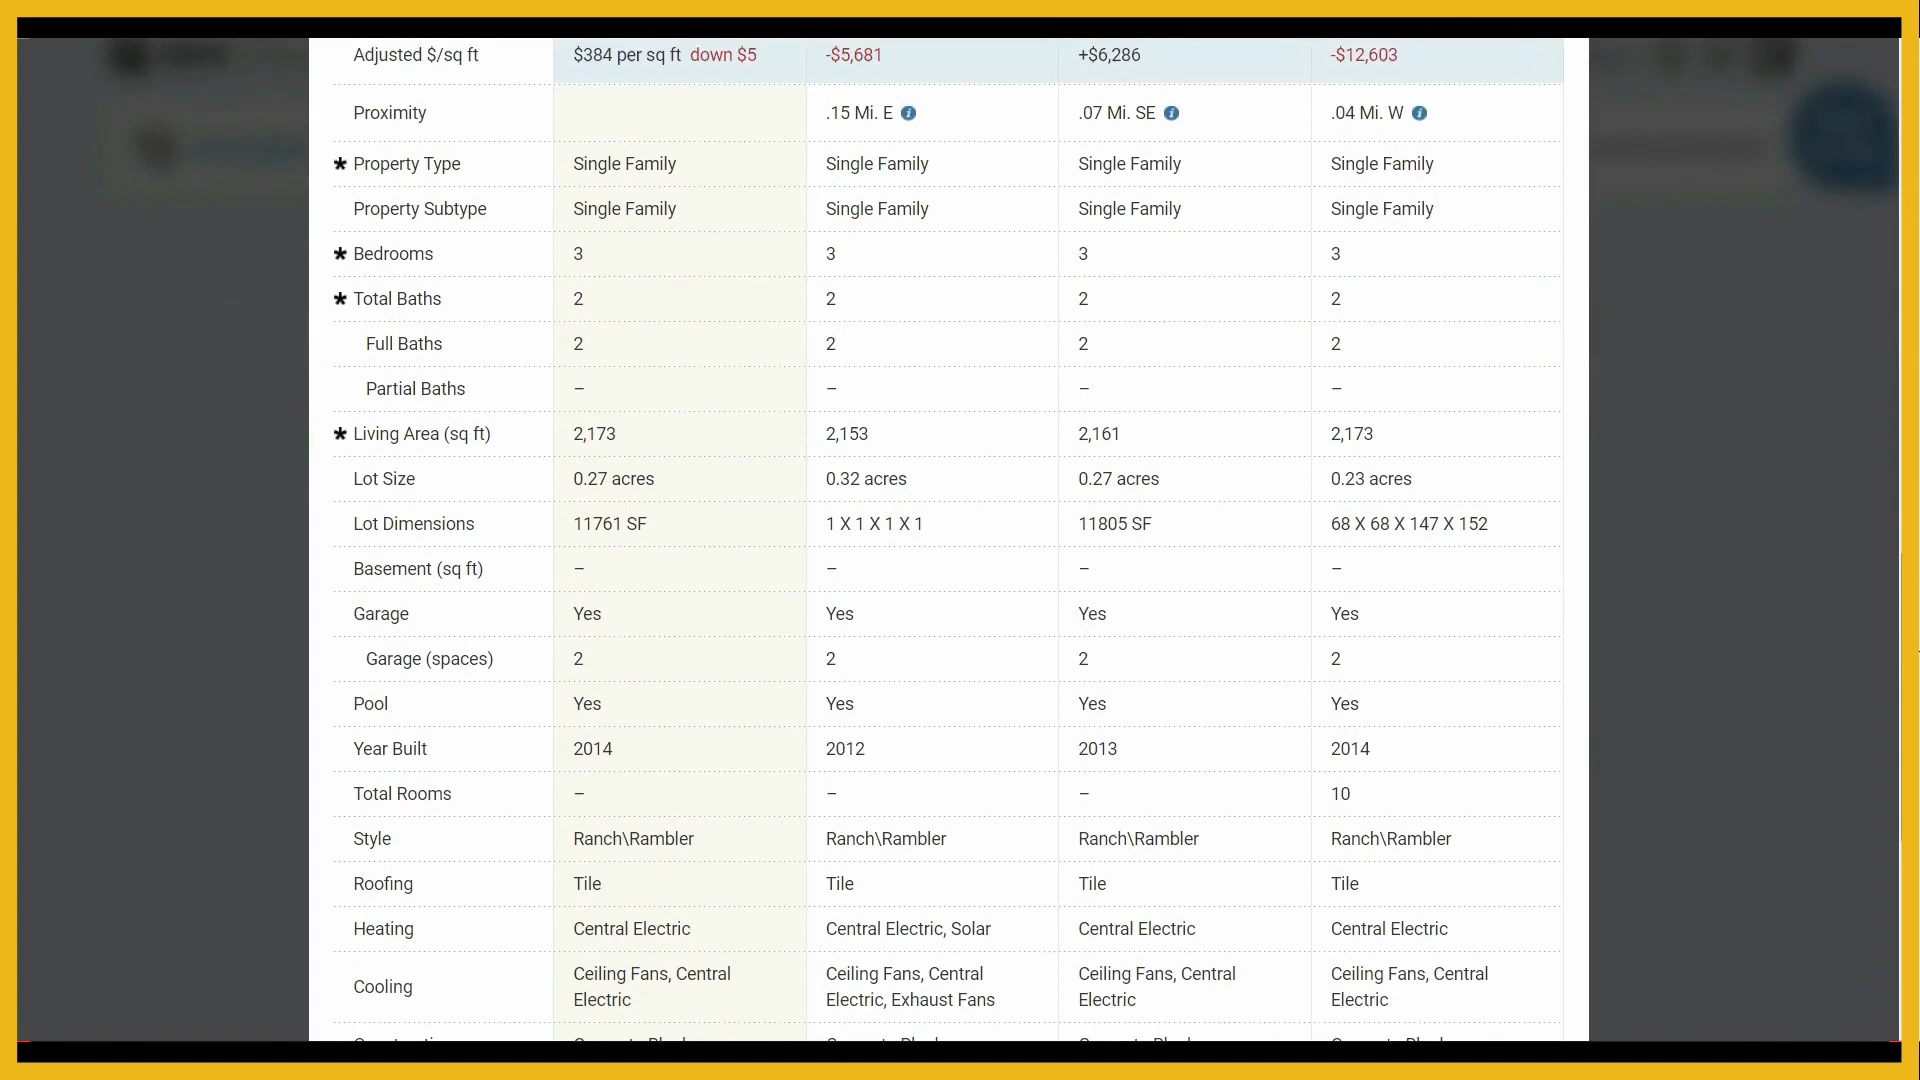 Adjusted $/sq ft $384 per sq ft down $5 -$5,681 +$6,286 -$12,603
Proximity .15 Mi. E .07 Mi. SE .04 Mi. W
* Property Type Single Family Single Family Single Family Single Family
Property Subtype Single Family Single Family Single Family Single Family
* Bedrooms 3 3 3 3
* Total Baths 2 2 2 2
Full Baths 2 2 2 2
Partial Baths – – – –
* Living Area (sq ft) 2,173 2,153 2,161 2,173
Lot Size 0.27 acres 0.32 acres 0.27 acres 0.23 acres
Lot Dimensions 11761 SF 1 X 1 X 1 X 1 11805 SF 68 X 68 X 147 X 152
Basement (sq ft) – – – –
Garage Yes Yes Yes Yes
Garage (spaces) 2 2 2 2
Pool Yes Yes Yes Yes
Year Built 2014 2012 2013 2014
Total Rooms – – – 10
Style Ranch\Rambler Ranch\Rambler Ranch\Rambler Ranch\Rambler
Roofing Tile Tile Tile Tile
Heating Central Electric Central Electric, Solar Central Electric Central Electric
Cooling Ceiling Fans, Central Ceiling Fans, Central Ceiling Fans, Central Ceiling Fans, Central
Electric Electric, Exhaust Fans Electric Electric